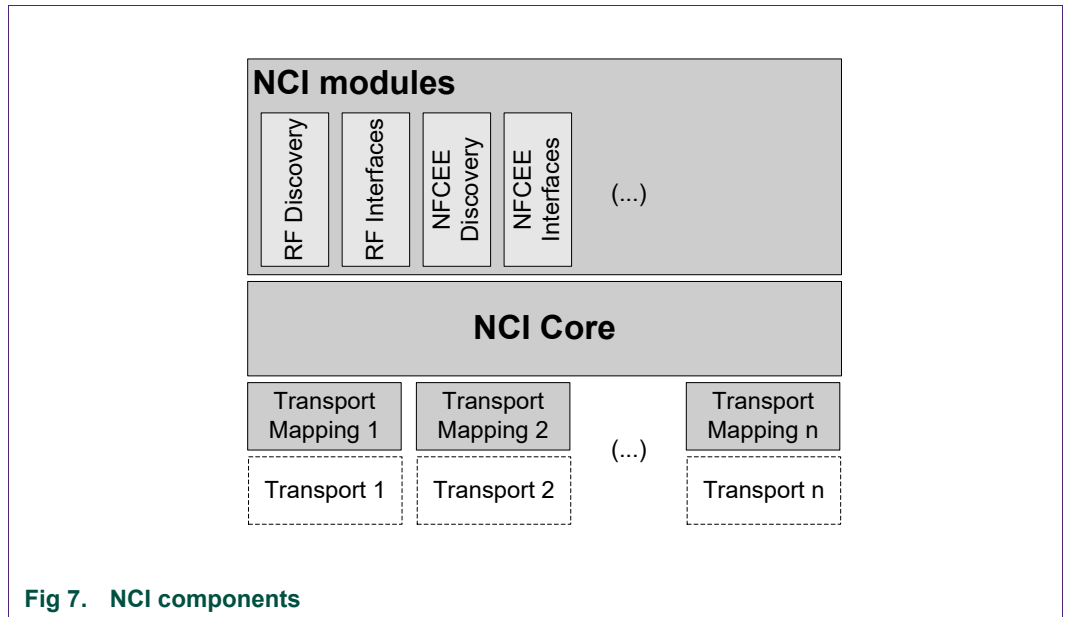 NCI modules
RF Discovery
RF Interfaces
NFCEE
Discovery
NFCEE
Interfaces
(...)
NCI Core
Transport
Mapping 1
Transport
Mapping 2
(...)
Transport
Mapping n
Transport 1
Transport 2
Transport n
Fig 7. NCI components